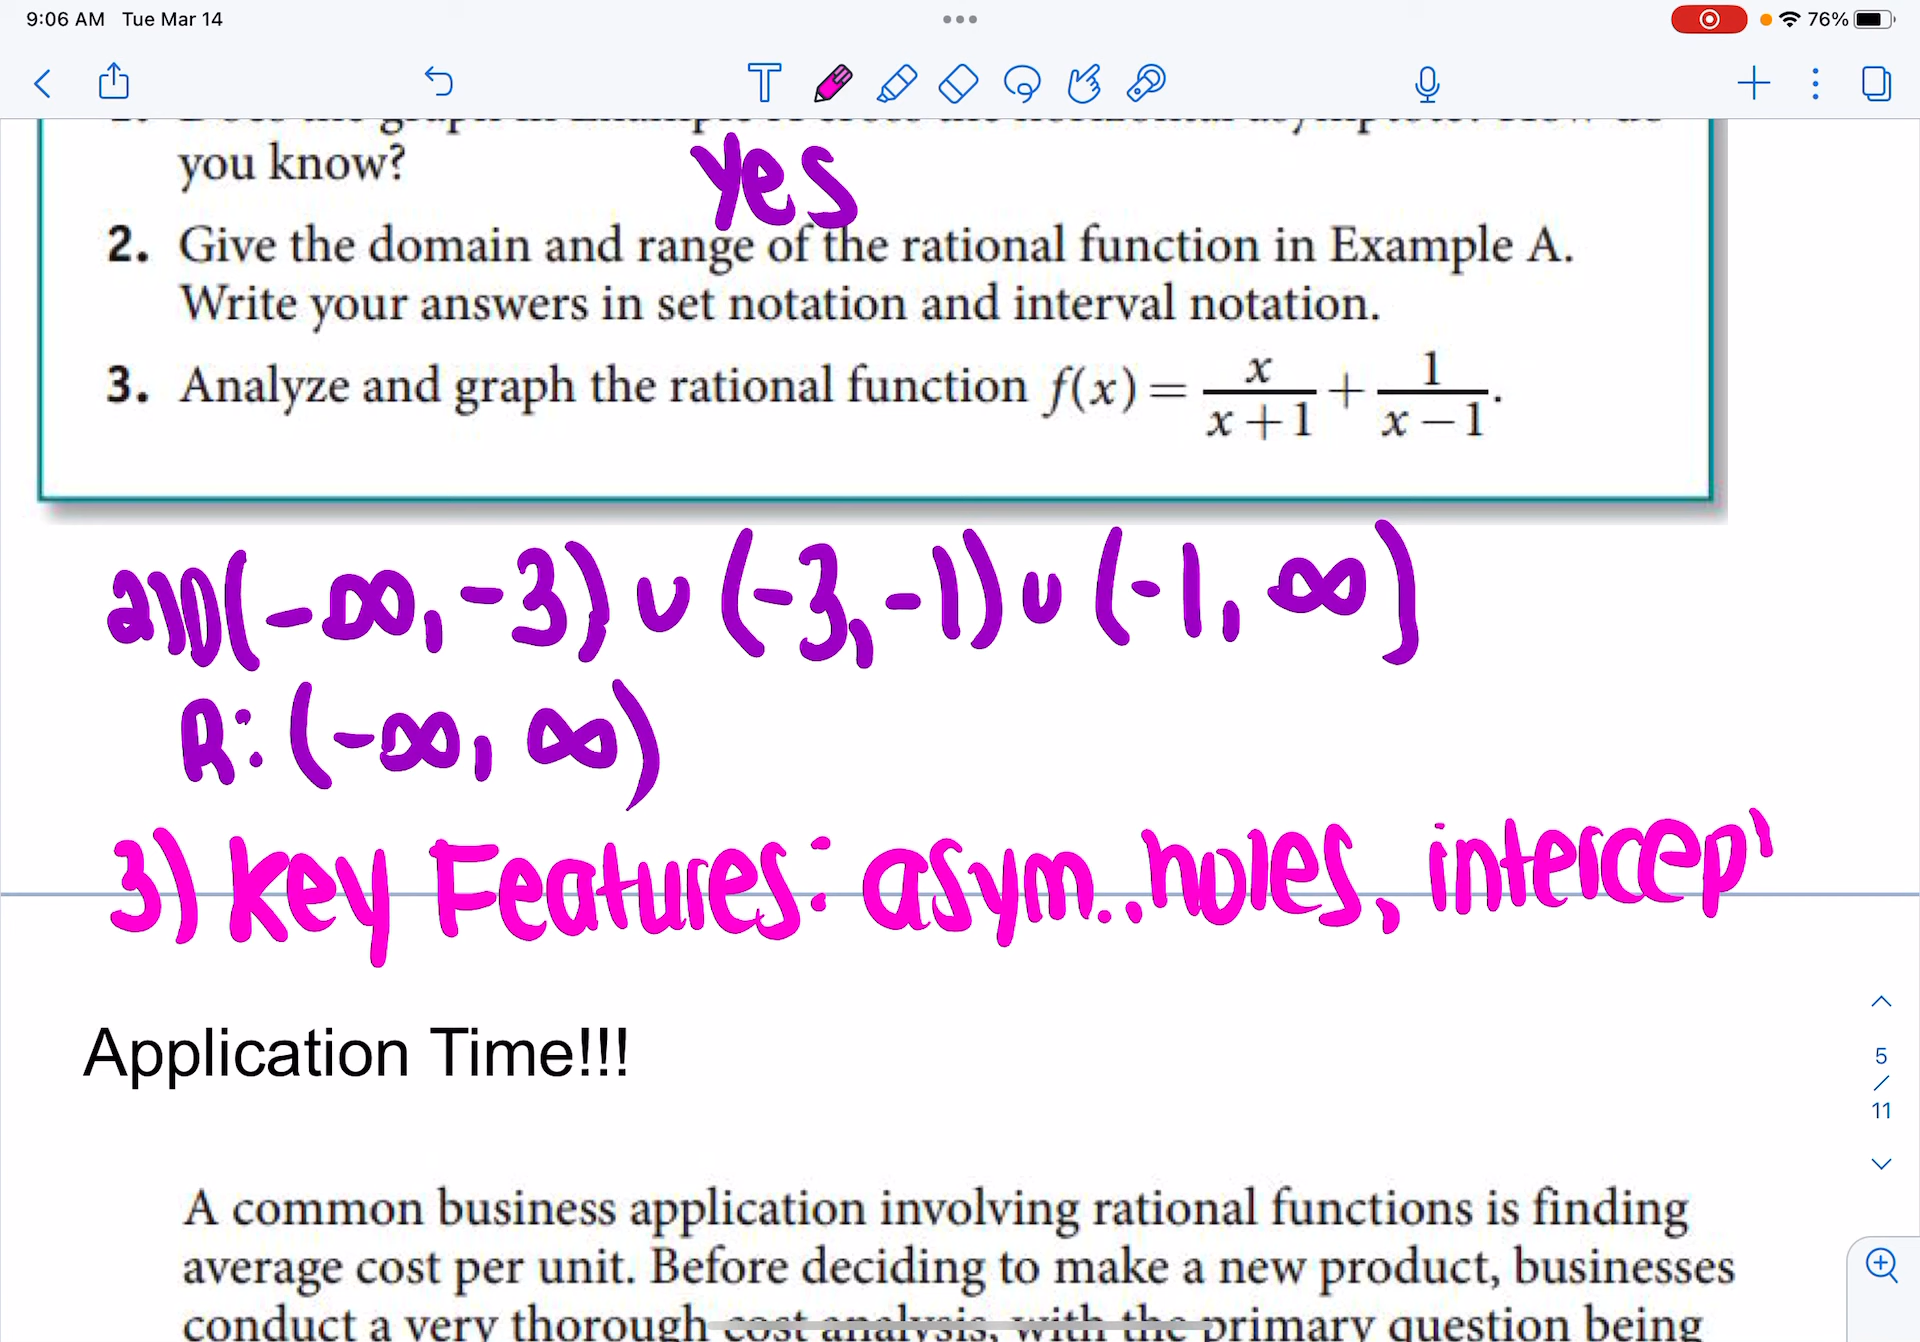 9:06 AM Tue Mar 14
76%
you know?
yes
2. Give the domain and range of the rational function in Example A.
Write your answers in set notation and interval notation.
3. Analyze and graph the rational function f(x) = x/(x+1) + 1/(x−1).
2) D(-∞, -3) ∪ (-3, -1) ∪ (-1, ∞)
R: (-∞, ∞)
3) Key Features: asym., holes, intercep
Application Time!!!
5
/
11
A common business application involving rational functions is finding
average cost per unit. Before deciding to make a new product, businesses
conduct a very thorough cost analysis, with the primary question being